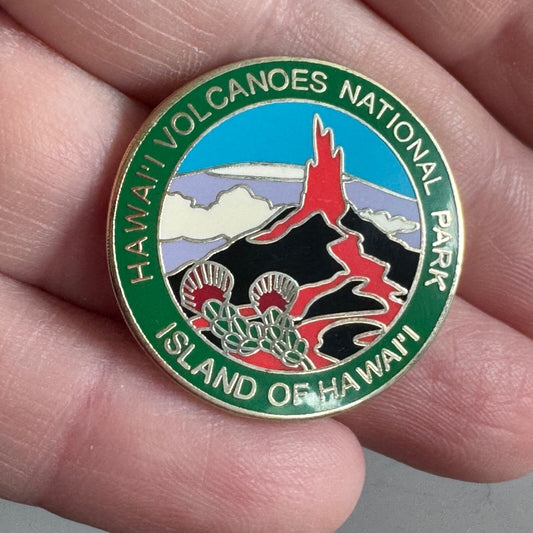 HAWAI'I VOLCANOES NATIONAL PARK
ISLAND OF HAWAI'I